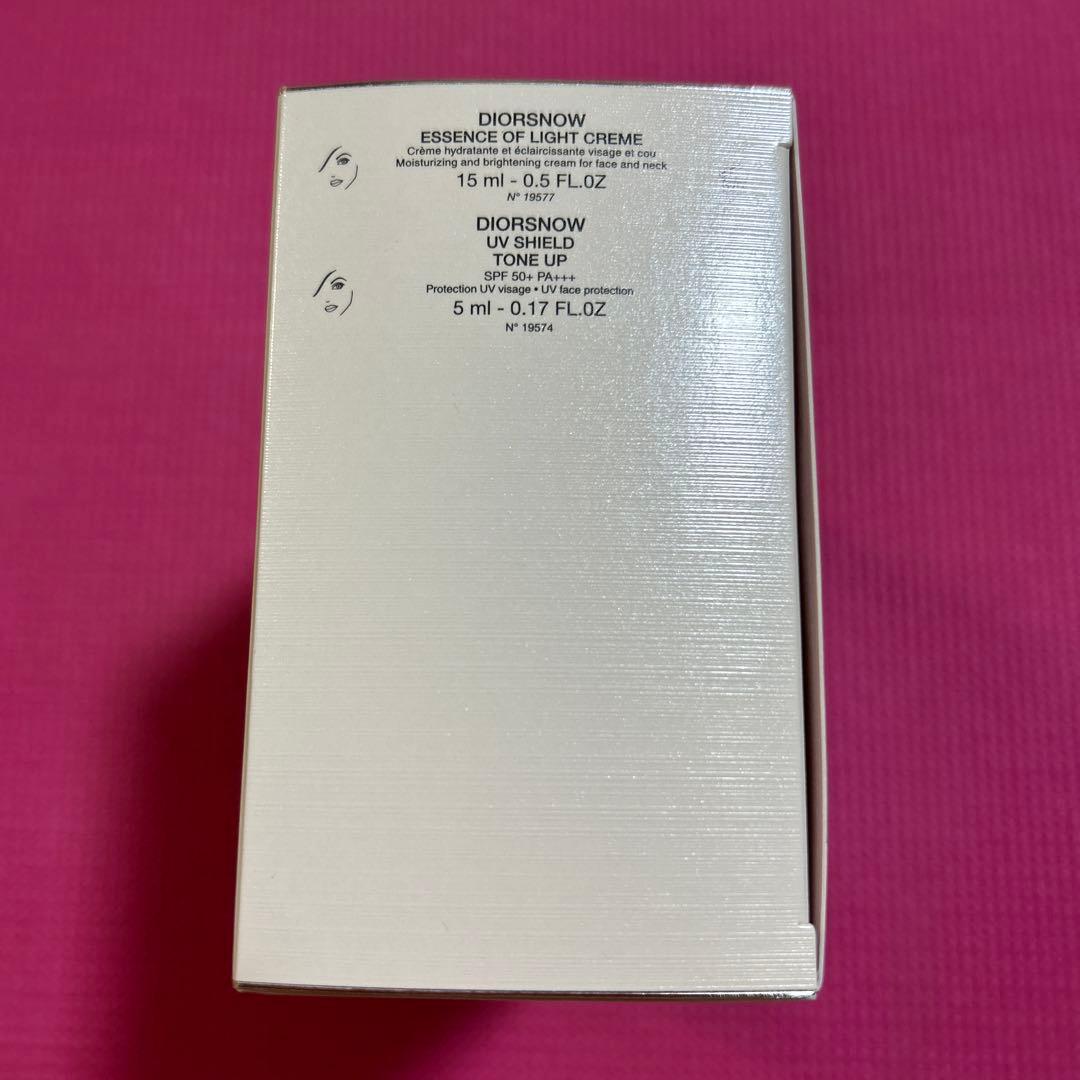 DIORSNOW
ESSENCE OF LIGHT CREME
Crème hydratante et éclaircissante visage et cou
Moisturizing and brightening cream for face and neck
15 ml - 0.5 FL.OZ
N° 19577
DIORSNOW
UV SHIELD
TONE UP
SPF 50+ PA+++
Protection UV visage • UV face protection
5 ml - 0.17 FL.OZ
N° 19574